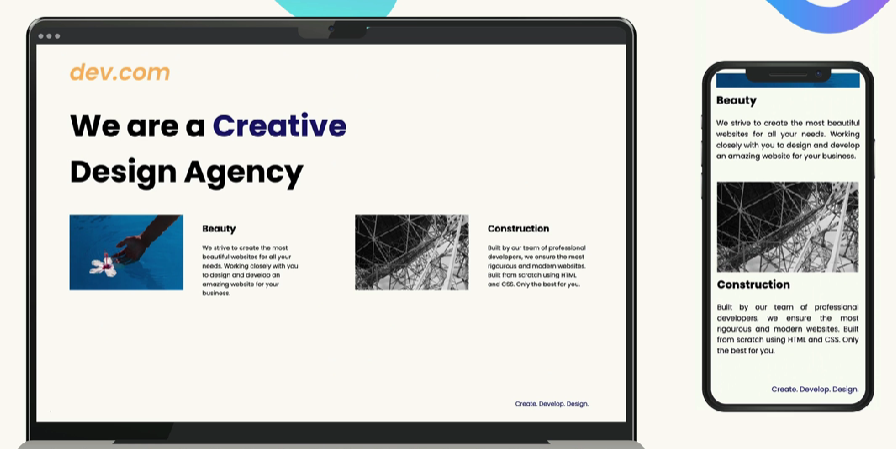 dev.com
We are a Creative
Design Agency
Beauty
We strive to create the most
beautiful websites for all your
needs. Working closely with you
to design and develop an
amazing website for your
business.
Construction
Built by our team of professional
developers, we ensure the most
rigourous and modern websites.
Built from scratch using HTML
and CSS. Only the best for you.
Create. Develop. Design.
Beauty
We strive to create the most beautiful
websites for all your needs. Working
closely with you to design and develop
an amazing website for your business.
Construction
Built by our team of professional
developers, we ensure the most
rigourous and modern websites. Built
from scratch using HTML and CSS. Only
the best for you.
Create. Develop. Design.